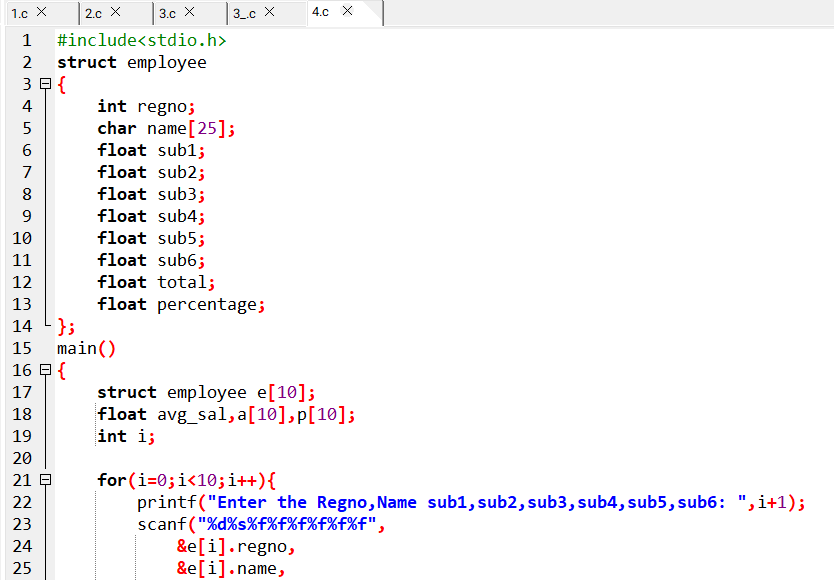 1.c 2.c 3.c 3_.c 4.c
1 #include<stdio.h>
2 struct employee
3 {
4     int regno;
5     char name[25];
6     float sub1;
7     float sub2;
8     float sub3;
9     float sub4;
10     float sub5;
11     float sub6;
12     float total;
13     float percentage;
14 };
15 main()
16 {
17     struct employee e[10];
18     float avg_sal,a[10],p[10];
19     int i;
20
21     for(i=0;i<10;i++){
22         printf("Enter the Regno,Name sub1,sub2,sub3,sub4,sub5,sub6: ",i+1);
23         scanf("%d%s%f%f%f%f%f%f",
24             &e[i].regno,
25             &e[i].name,